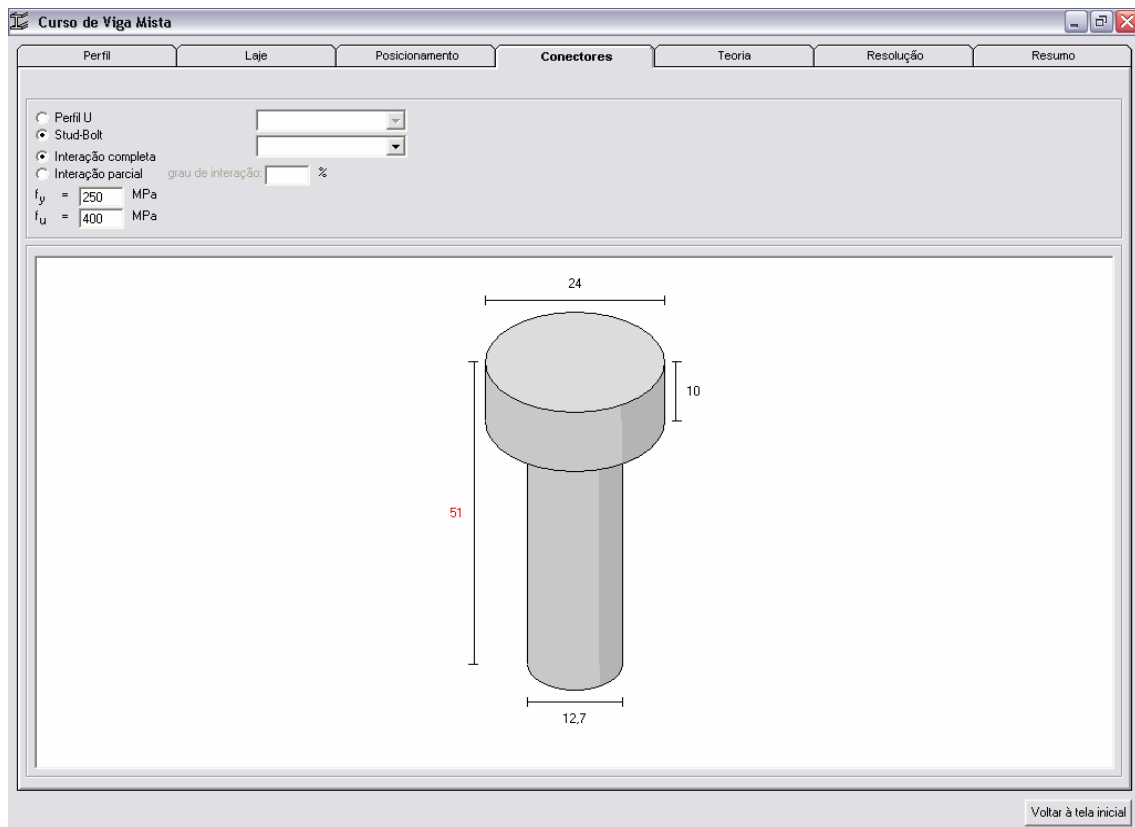 Curso de Viga Mista
Perfil Laje Posicionamento Conectores Teoria Resolução Resumo
Perfil U
Stud-Bolt
Interação completa
Interação parcial grau de interação: %
fy = 250 MPa
fu = 400 MPa
24
10
51
12,7
Voltar à tela inicial